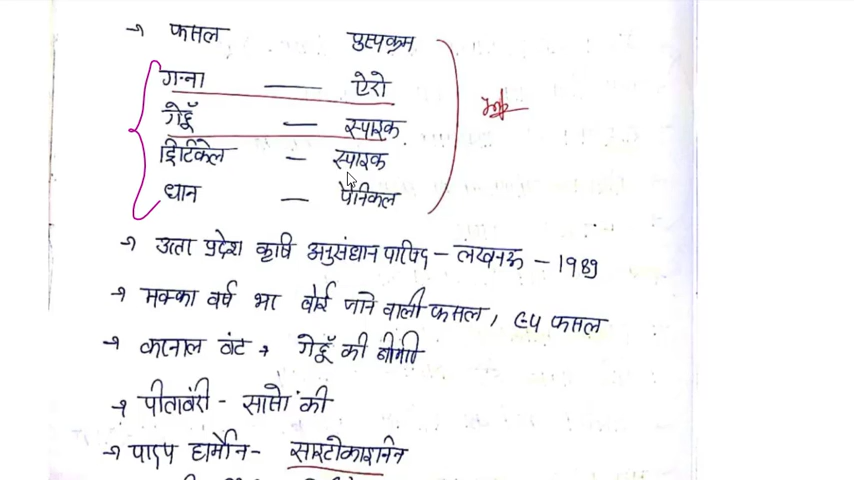 → फसल पुष्पक्रम
गन्ना — ऐरो
गेहूँ — स्पाइक
ट्रिटिकेल — स्पाइक
धान — पेनिकल
Imp
→ उत्तर प्रदेश कृषि अनुसंधान परिषद - लखनऊ - 1989
→ मक्का वर्ष भर बोई जाने वाली फसल, C4 फसल
→ करनाल बंट → गेहूँ की बीमारी
→ पीतांबरी - सरसों की
→ पादप हार्मोन - साइटोकाइनिन